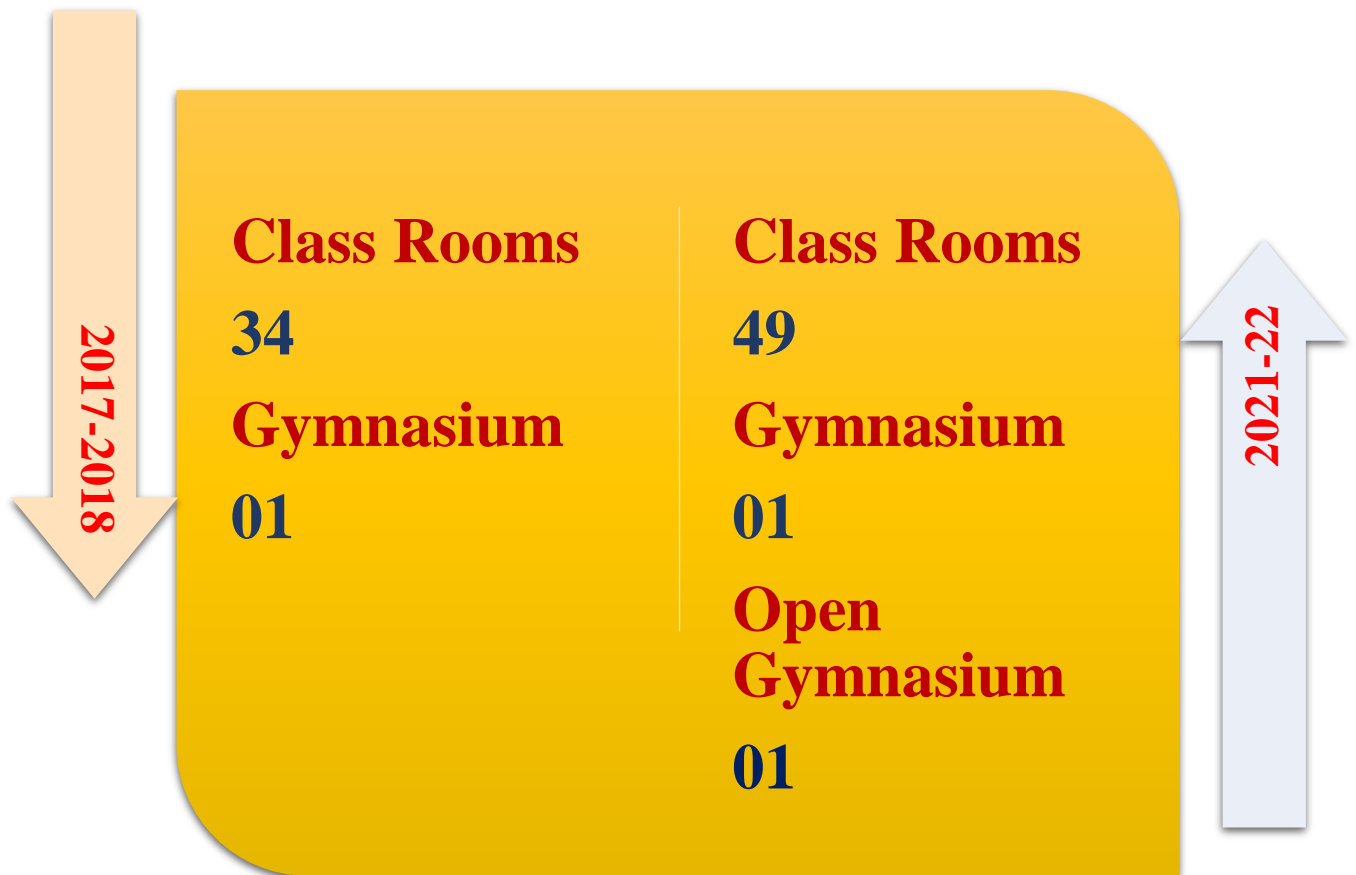 2017-2018
Class Rooms
34
Gymnasium
01
Class Rooms
49
Gymnasium
01
Open
Gymnasium
01
2021-22